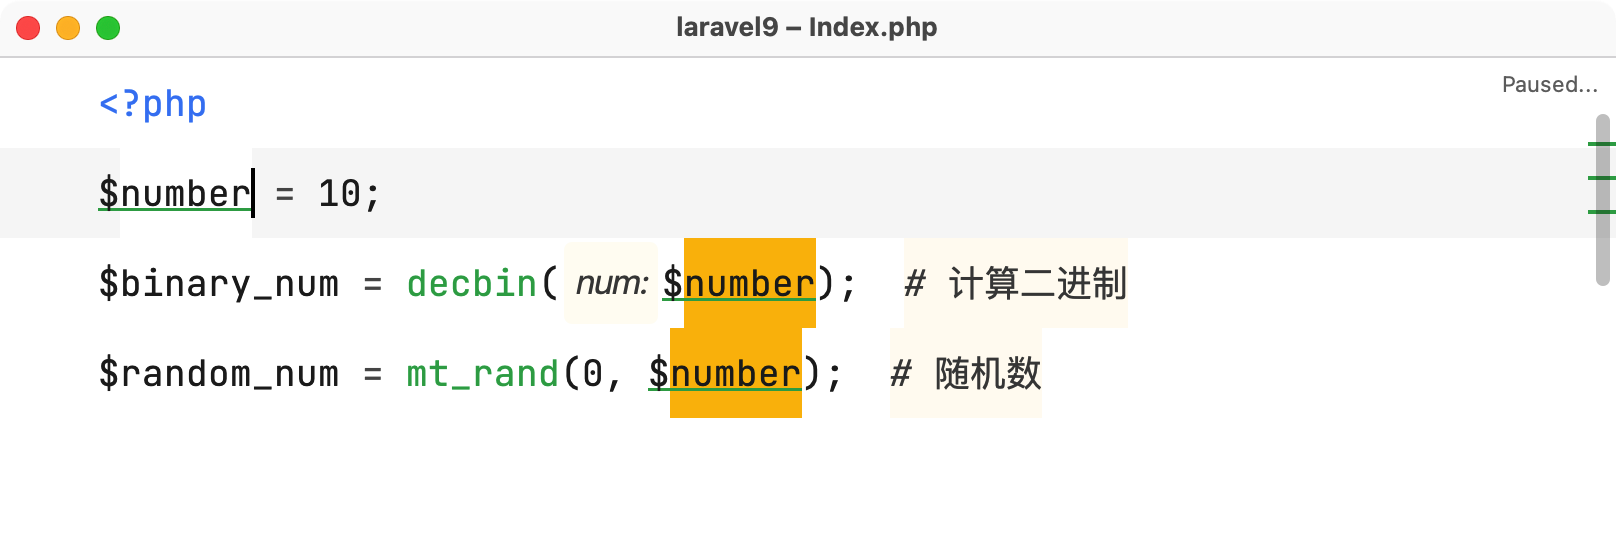 laravel9 – Index.php
Paused...
<?php
$number = 10;
$binary_num = decbin( num: $number);  # 计算二进制
$random_num = mt_rand(0, $number);  # 随机数